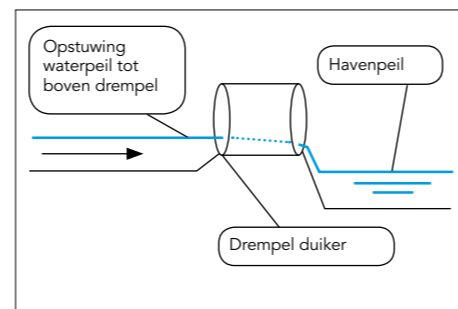 Opstuwing
waterpeil tot
boven drempel
Havenpeil
Drempel duiker